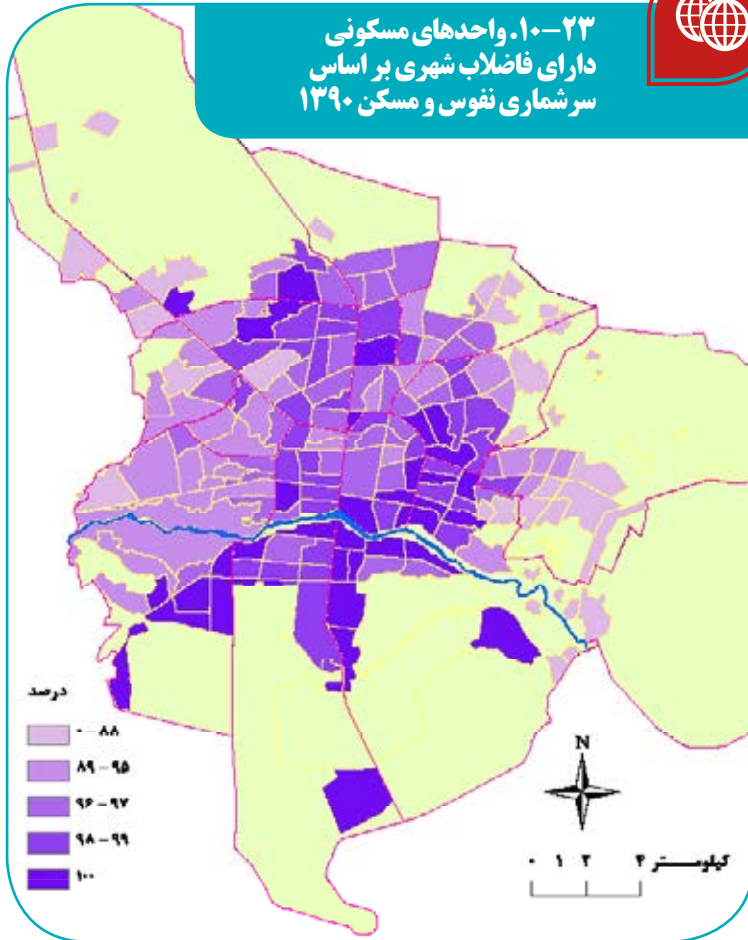 ۱۰-۲۳. واحدهای مسکونی
دارای فاضلاب شهری بر اساس
سرشماری نفوس و مسکن ۱۳۹۰
درصد
۰ - ۸۸
۸۹ - ۹۵
۹۶ - ۹۷
۹۸ - ۹۹
۱۰۰
N
۰ ۱ ۲ ۴ کیلومتر